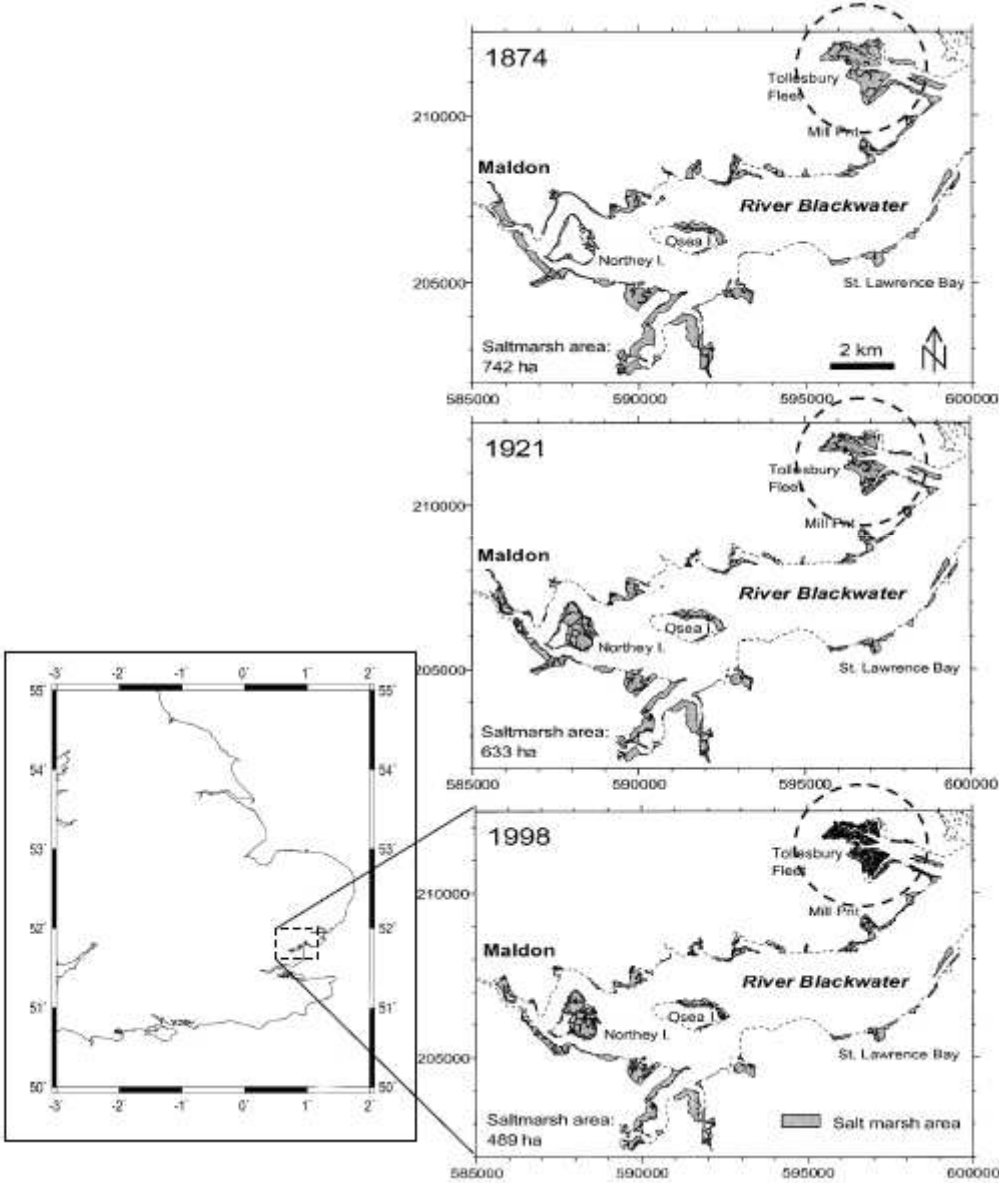 1874
Tollesbury
Fleet
210000
Mill Pnt
Maldon
River Blackwater
Osea I.
Northey I.
205000
St. Lawrence Bay
Saltmarsh area:
742 ha
2 km
N
585000 590000 595000 600000
1921
Tollesbury
Fleet
210000
Mill Pnt
Maldon
River Blackwater
Osea I.
Northey I.
205000
St. Lawrence Bay
Saltmarsh area:
633 ha
585000 590000 595000 600000
-3° -2° -1° 0° 1° 2°
55° 55°
54° 54°
53° 53°
52° 52°
51° 51°
50° 50°
-3° -2° -1° 0° 1° 2°
1998
Tollesbury
Fleet
210000
Mill Pnt
Maldon
River Blackwater
Osea I.
Northey I.
205000
St. Lawrence Bay
Saltmarsh area:
489 ha
Salt marsh area
585000 590000 595000 600000